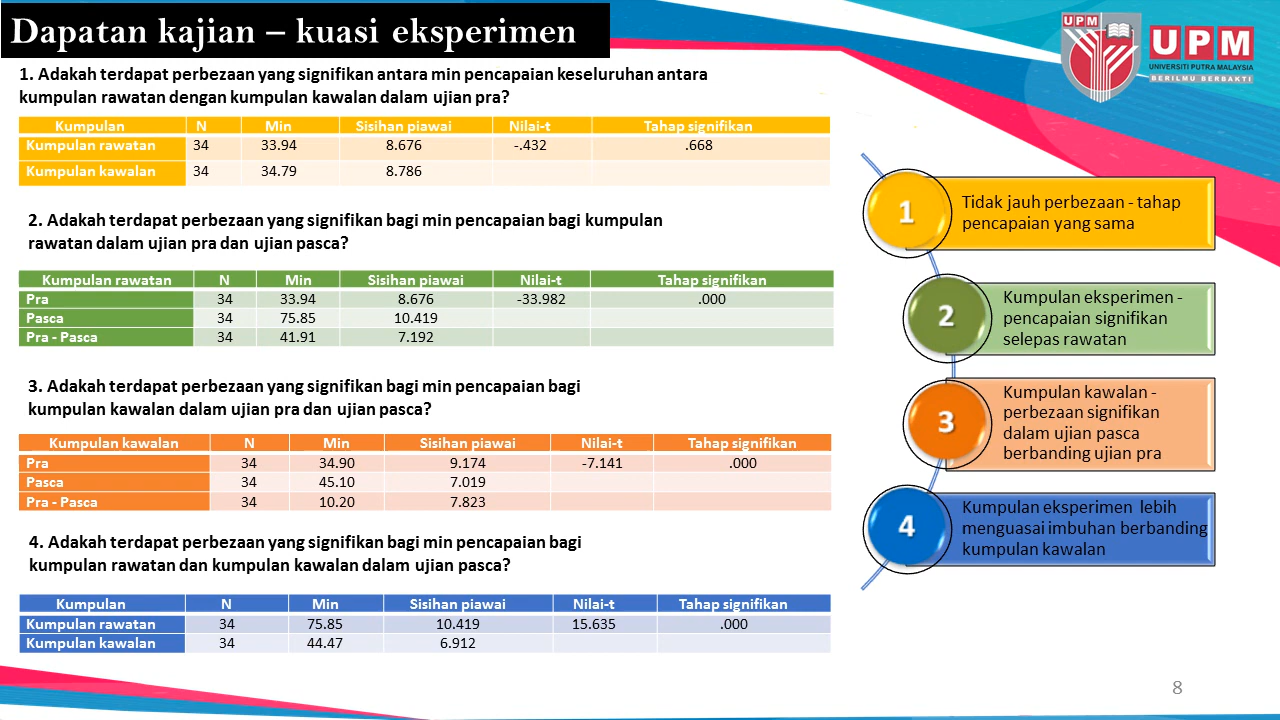 Dapatan kajian – kuasi eksperimen
UPM
UPM
UNIVERSITI PUTRA MALAYSIA
BERILMU BERBAKTI
1. Adakah terdapat perbezaan yang signifikan antara min pencapaian keseluruhan antara
kumpulan rawatan dengan kumpulan kawalan dalam ujian pra?
Kumpulan N Min Sisihan piawai Nilai-t Tahap signifikan
Kumpulan rawatan 34 33.94 8.676 -.432 .668
Kumpulan kawalan 34 34.79 8.786
2. Adakah terdapat perbezaan yang signifikan bagi min pencapaian bagi kumpulan
rawatan dalam ujian pra dan ujian pasca?
Kumpulan rawatan N Min Sisihan piawai Nilai-t Tahap signifikan
Pra 34 33.94 8.676 -33.982 .000
Pasca 34 75.85 10.419
Pra - Pasca 34 41.91 7.192
3. Adakah terdapat perbezaan yang signifikan bagi min pencapaian bagi
kumpulan kawalan dalam ujian pra dan ujian pasca?
Kumpulan kawalan N Min Sisihan piawai Nilai-t Tahap signifikan
Pra 34 34.90 9.174 -7.141 .000
Pasca 34 45.10 7.019
Pra - Pasca 34 10.20 7.823
4. Adakah terdapat perbezaan yang signifikan bagi min pencapaian bagi
kumpulan rawatan dan kumpulan kawalan dalam ujian pasca?
Kumpulan N Min Sisihan piawai Nilai-t Tahap signifikan
Kumpulan rawatan 34 75.85 10.419 15.635 .000
Kumpulan kawalan 34 44.47 6.912
1
Tidak jauh perbezaan - tahap
pencapaian yang sama
2
Kumpulan eksperimen -
pencapaian signifikan
selepas rawatan
3
Kumpulan kawalan -
perbezaan signifikan
dalam ujian pasca
berbanding ujian pra
4
Kumpulan eksperimen lebih
menguasai imbuhan berbanding
kumpulan kawalan
8